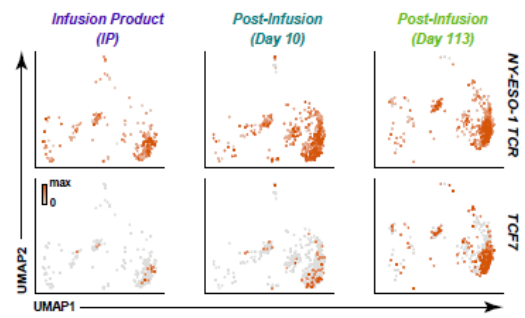 Infusion Product
(IP)
Post-Infusion
(Day 10)
Post-Infusion
(Day 113)
NY-ESO-1 TCR
max
0
TCF7
UMAP2
UMAP1